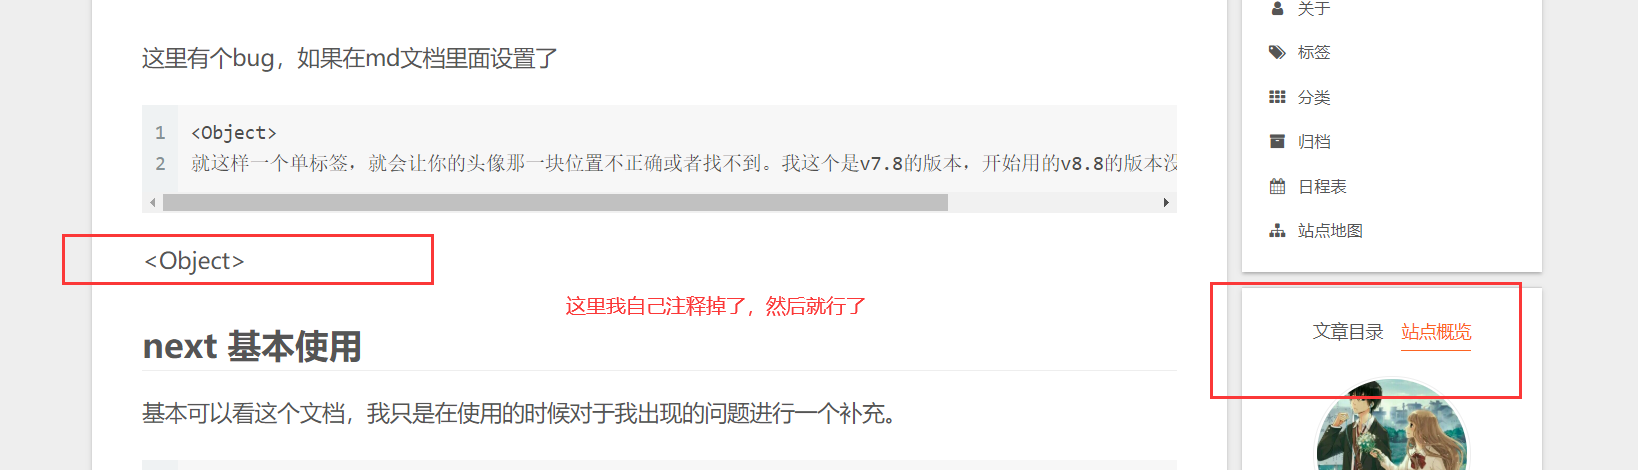 这里有个bug，如果在md文档里面设置了
1 <Object>
2 就这样一个单标签，就会让你的头像那一块位置不正确或者找不到。我这个是v7.8的版本，开始用的v8.8的版本没
<Object>
这里我自己注释掉了，然后就行了
next 基本使用
基本可以看这个文档，我只是在使用的时候对于我出现的问题进行一个补充。
关于
标签
分类
归档
日程表
站点地图
文章目录 站点概览